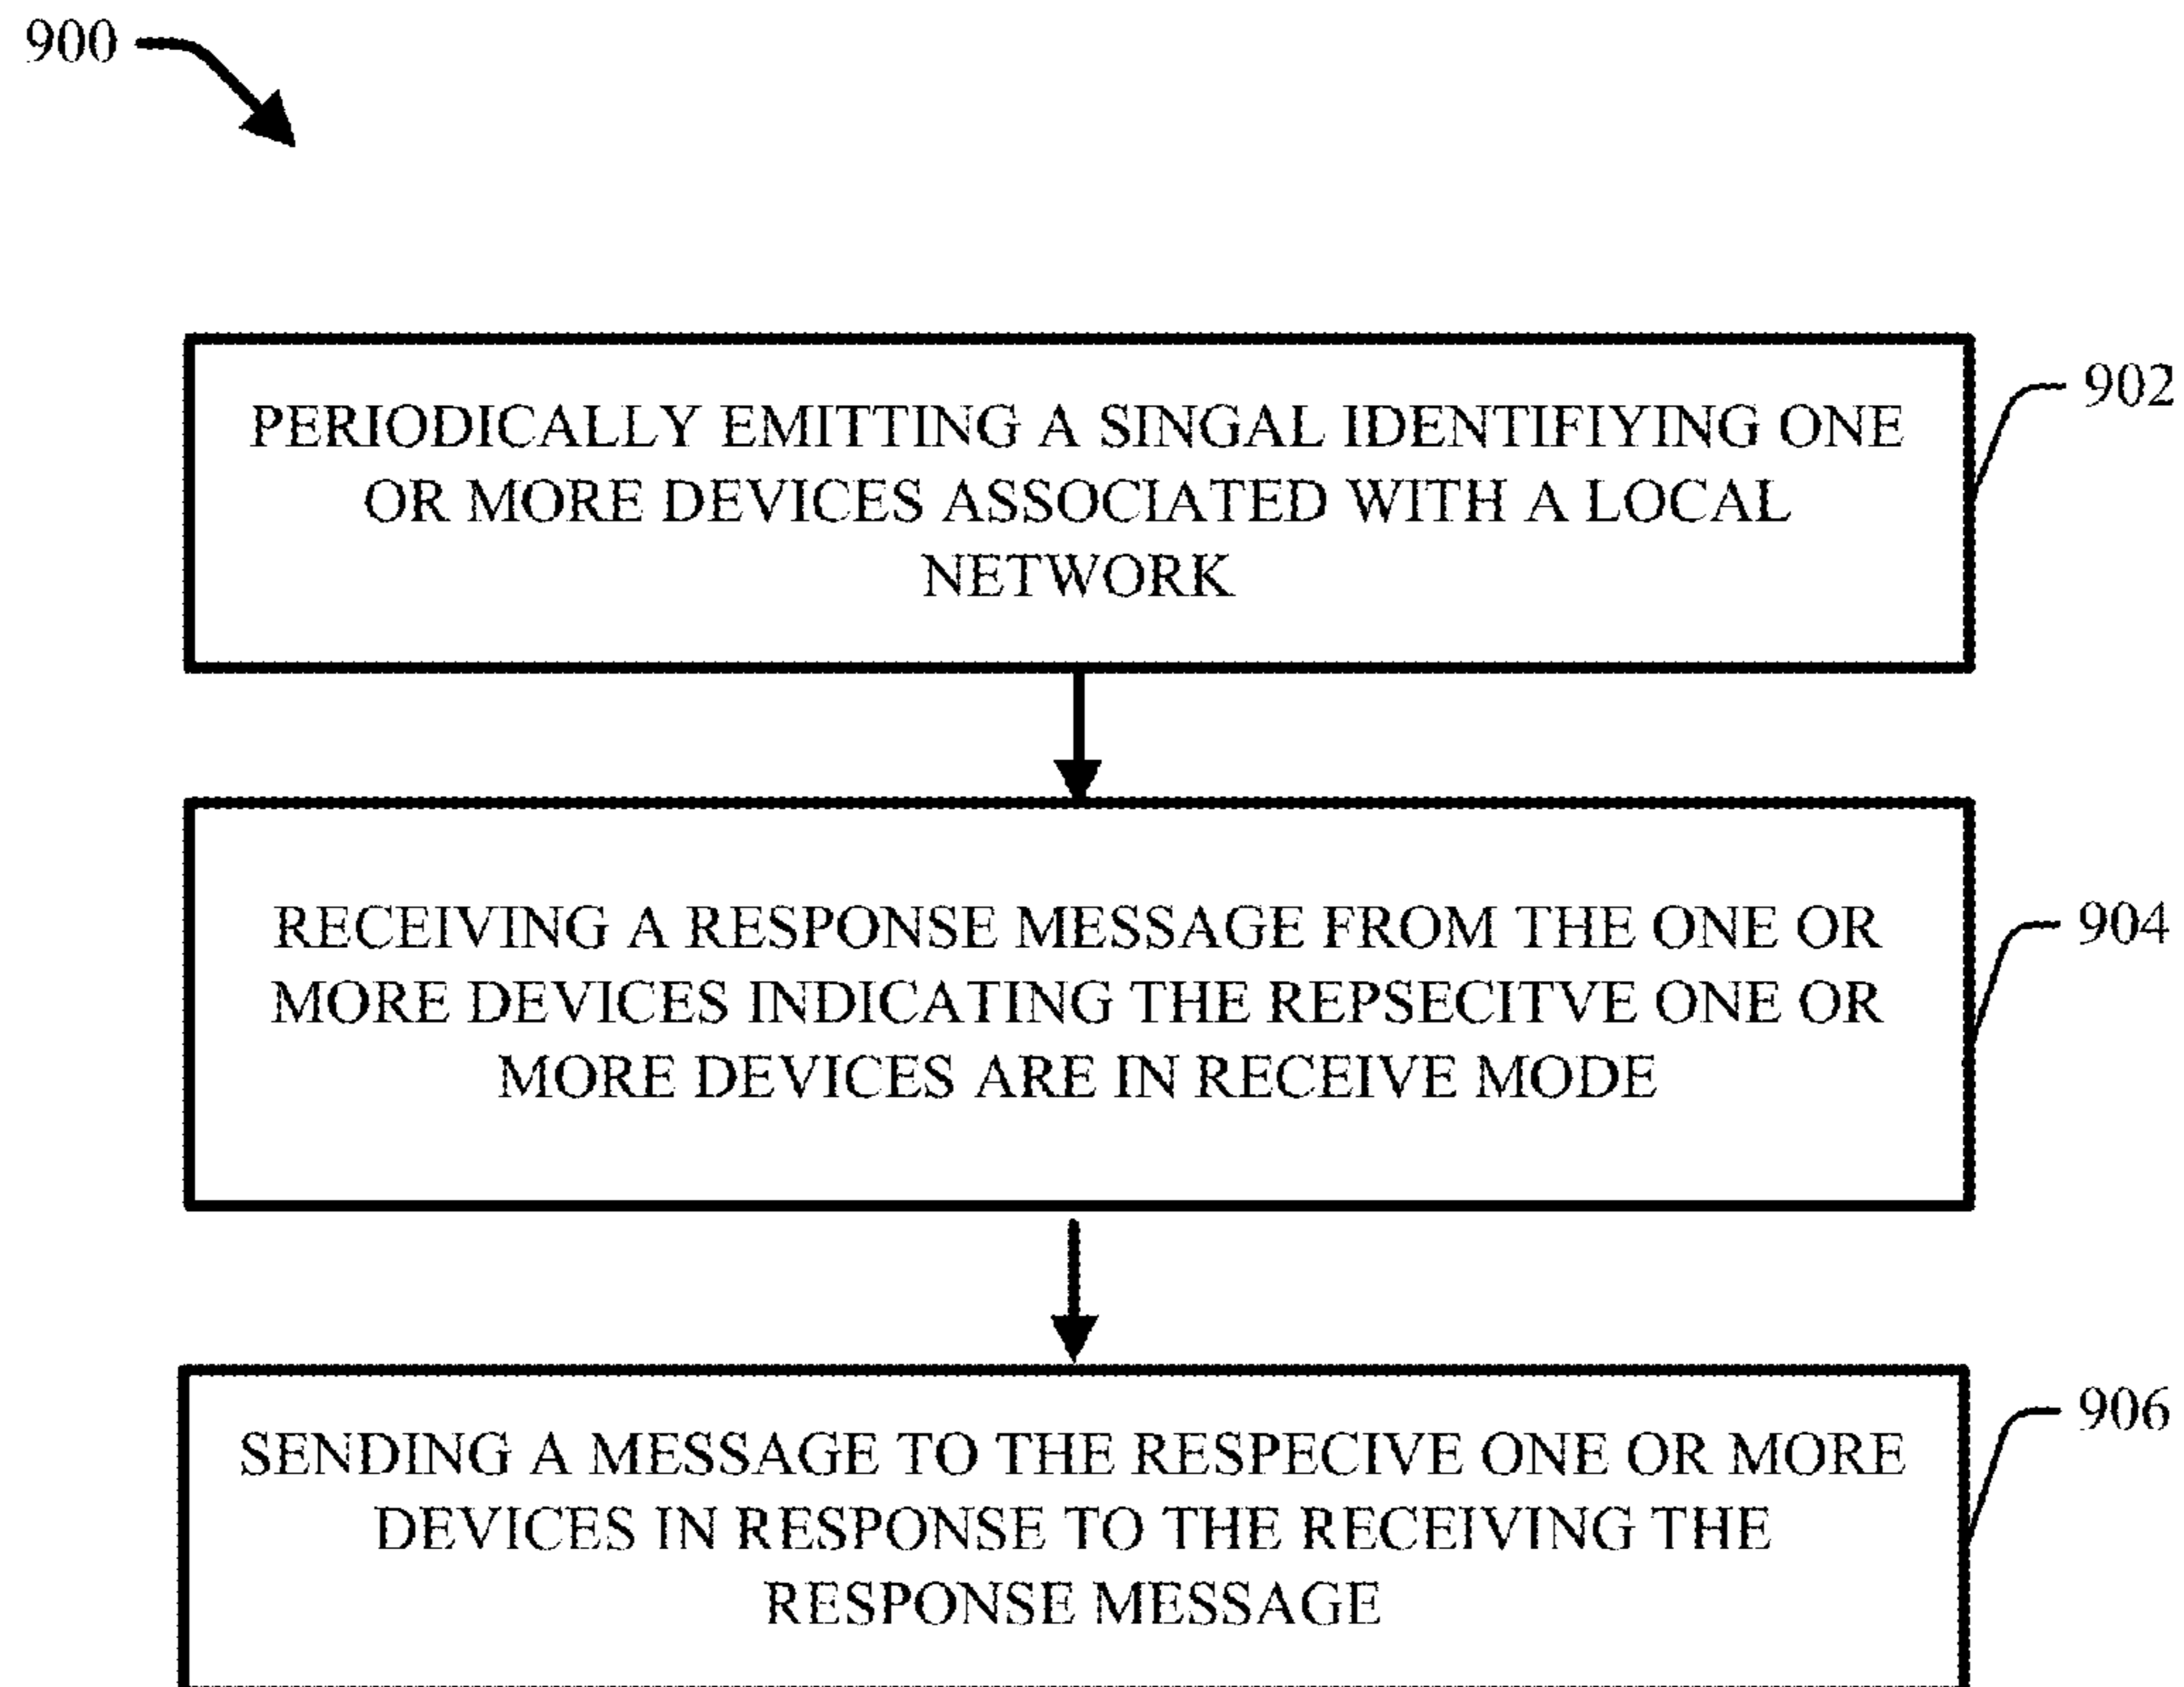 900
PERIODICALLY EMITTING A SINGAL IDENTIFIYING ONE
OR MORE DEVICES ASSOCIATED WITH A LOCAL
NETWORK
902
RECEIVING A RESPONSE MESSAGE FROM THE ONE OR
MORE DEVICES INDICATING THE REPSECITVE ONE OR
MORE DEVICES ARE IN RECEIVE MODE
904
SENDING A MESSAGE TO THE RESPECIVE ONE OR MORE
DEVICES IN RESPONSE TO THE RECEIVING THE
RESPONSE MESSAGE
906